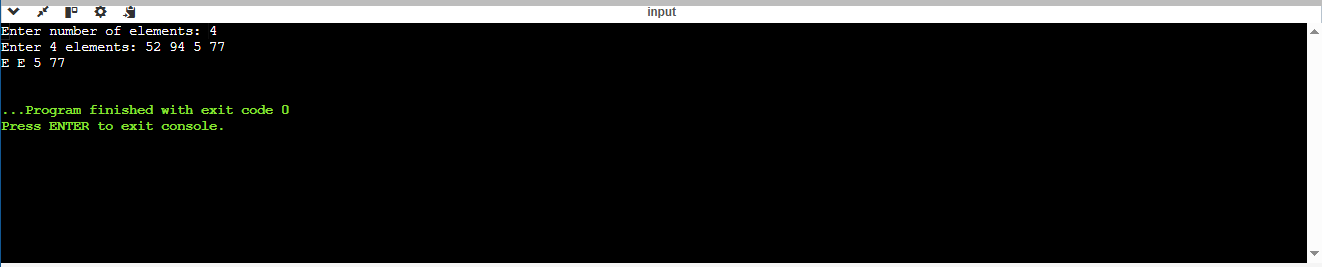 input
Enter number of elements: 4
Enter 4 elements: 52 94 5 77
E E 5 77
...Program finished with exit code 0
Press ENTER to exit console.